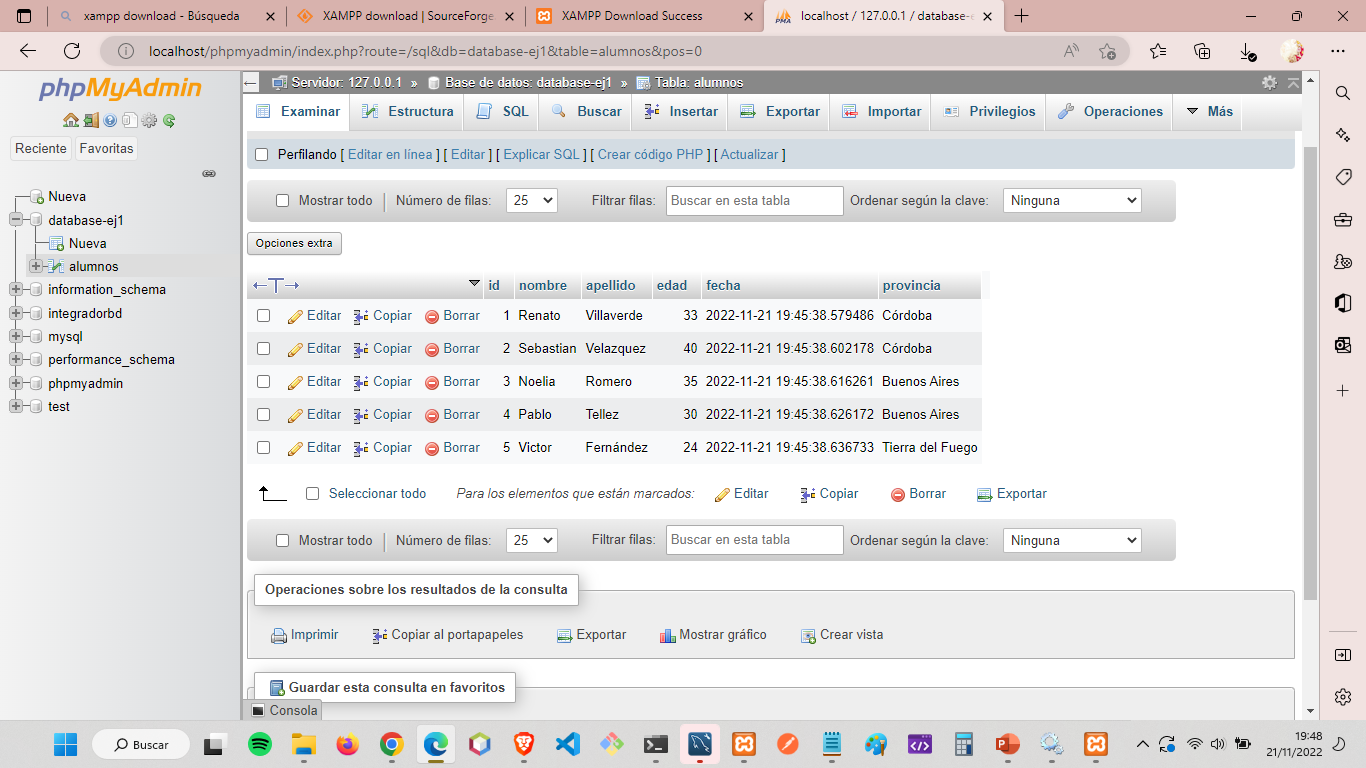 xampp download - Búsqueda
XAMPP download | SourceForge
XAMPP Download Success
localhost / 127.0.0.1 / database-e
localhost/phpmyadmin/index.php?route=/sql&db=database-ej1&table=alumnos&pos=0
phpMyAdmin
Reciente Favoritas
Nueva
database-ej1
Nueva
alumnos
information_schema
integradorbd
mysql
performance_schema
phpmyadmin
test
Servidor: 127.0.0.1 » Base de datos: database-ej1 » Tabla: alumnos
Examinar Estructura SQL Buscar Insertar Exportar Importar Privilegios Operaciones Más
Perfilando [ Editar en línea ] [ Editar ] [ Explicar SQL ] [ Crear código PHP ] [ Actualizar ]
Mostrar todo Número de filas: 25 Filtrar filas: Buscar en esta tabla Ordenar según la clave: Ninguna
Opciones extra
id nombre apellido edad fecha provincia
Editar Copiar Borrar 1 Renato Villaverde 33 2022-11-21 19:45:38.579486 Córdoba
Editar Copiar Borrar 2 Sebastian Velazquez 40 2022-11-21 19:45:38.602178 Córdoba
Editar Copiar Borrar 3 Noelia Romero 35 2022-11-21 19:45:38.616261 Buenos Aires
Editar Copiar Borrar 4 Pablo Tellez 30 2022-11-21 19:45:38.626172 Buenos Aires
Editar Copiar Borrar 5 Victor Fernández 24 2022-11-21 19:45:38.636733 Tierra del Fuego
Seleccionar todo Para los elementos que están marcados: Editar Copiar Borrar Exportar
Mostrar todo Número de filas: 25 Filtrar filas: Buscar en esta tabla Ordenar según la clave: Ninguna
Operaciones sobre los resultados de la consulta
Imprimir Copiar al portapapeles Exportar Mostrar gráfico Crear vista
Guardar esta consulta en favoritos
Consola
Buscar
19:48
21/11/2022